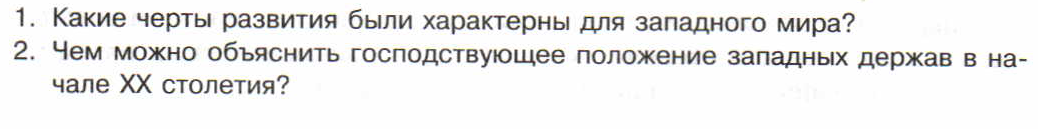 1. Какие черты развития были характерны для западного мира?
2. Чем можно объяснить господствующее положение западных держав в на-
чале XX столетия?